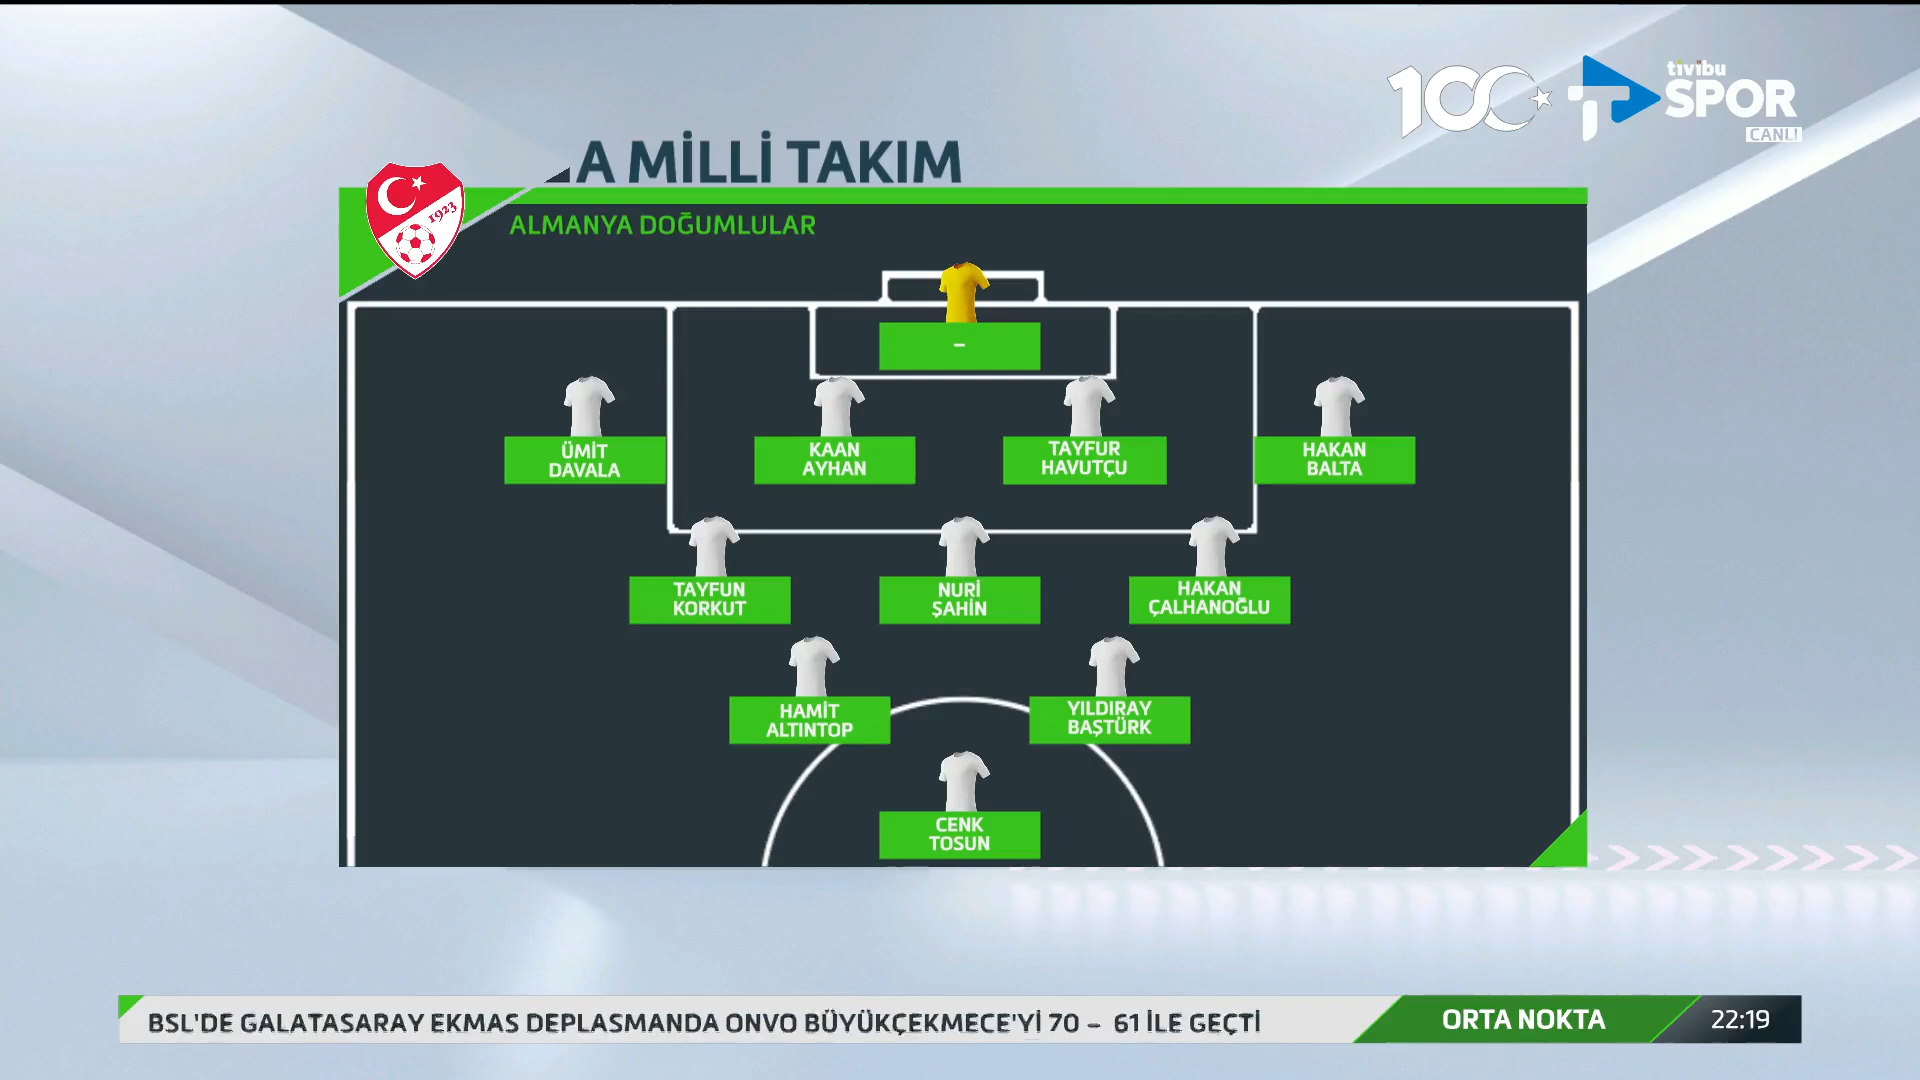 100
tivibu
SPOR
CANLI
A MİLLİ TAKIM
1923
ALMANYA DOĞUMLULAR
–
ÜMİT
DAVALA
KAAN
AYHAN
TAYFUR
HAVUTÇU
HAKAN
BALTA
TAYFUN
KORKUT
NURİ
ŞAHİN
HAKAN
ÇALHANOĞLU
HAMİT
ALTINTOP
YILDIRAY
BAŞTÜRK
CENK
TOSUN
BSL'DE GALATASARAY EKMAS DEPLASMANDA ONVO BÜYÜKÇEKMECE'Yİ 70 – 61 İLE GEÇTİ
ORTA NOKTA
22:19